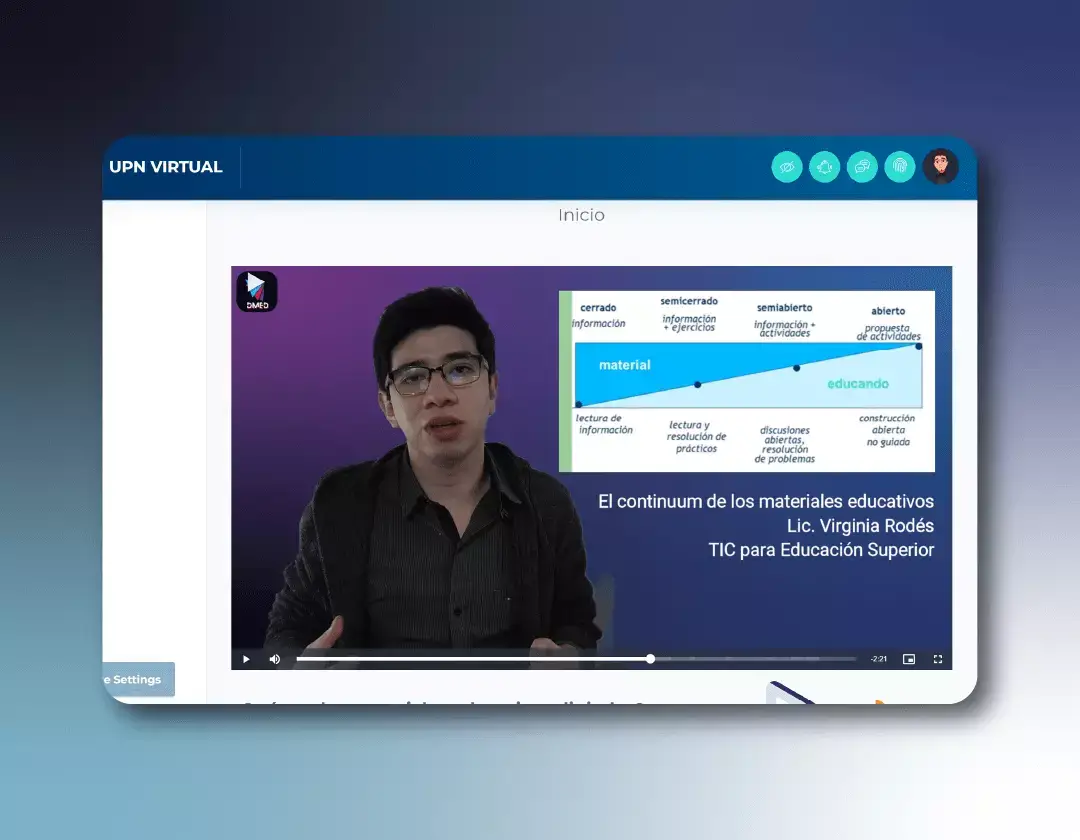 UPN VIRTUAL
Inicio
DMED
cerrado
información
semicerrado
información
+ ejercicios
semiabierto
información +
actividades
abierto
propuesta
de actividades
material
educando
lectura de
información
lectura y
resolución de
prácticos
discusiones
abiertas,
resolución
de problemas
construcción
abierta
no guiada
El continuum de los materiales educativos
Lic. Virginia Rodés
TIC para Educación Superior
-2:21
e Settings